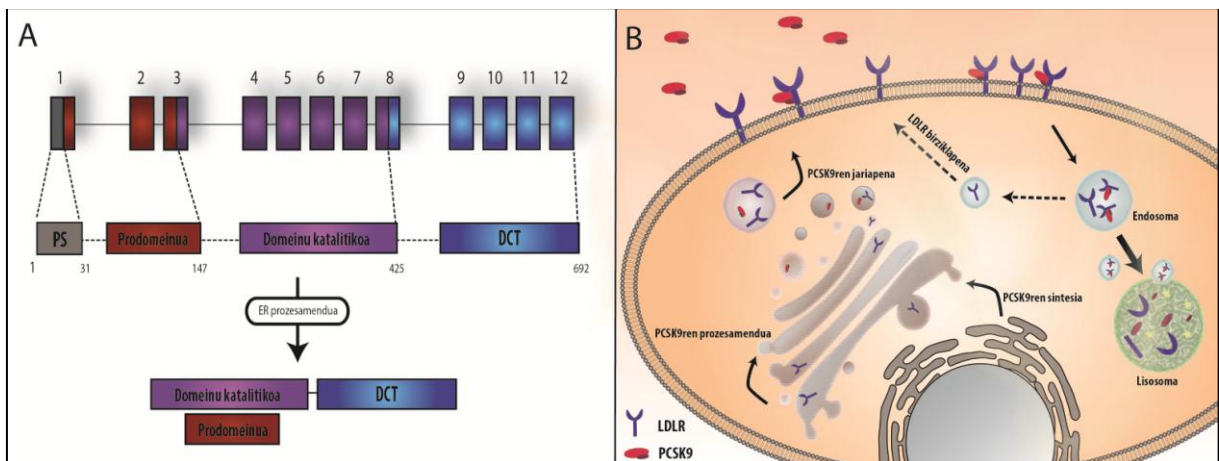 A
1 2 3 4 5 6 7 8 9 10 11 12
PS Prodomeinua Domeinu katalitikoa DCT
1 31 147 425 692
ER prozesamendua
Domeinu katalitikoa DCT
Prodomeinua
B
LDLR birziklapena
PCSK9ren jariapena
Endosoma
PCSK9ren sintesia
PCSK9ren prozesamendua
Lisosoma
LDLR
PCSK9